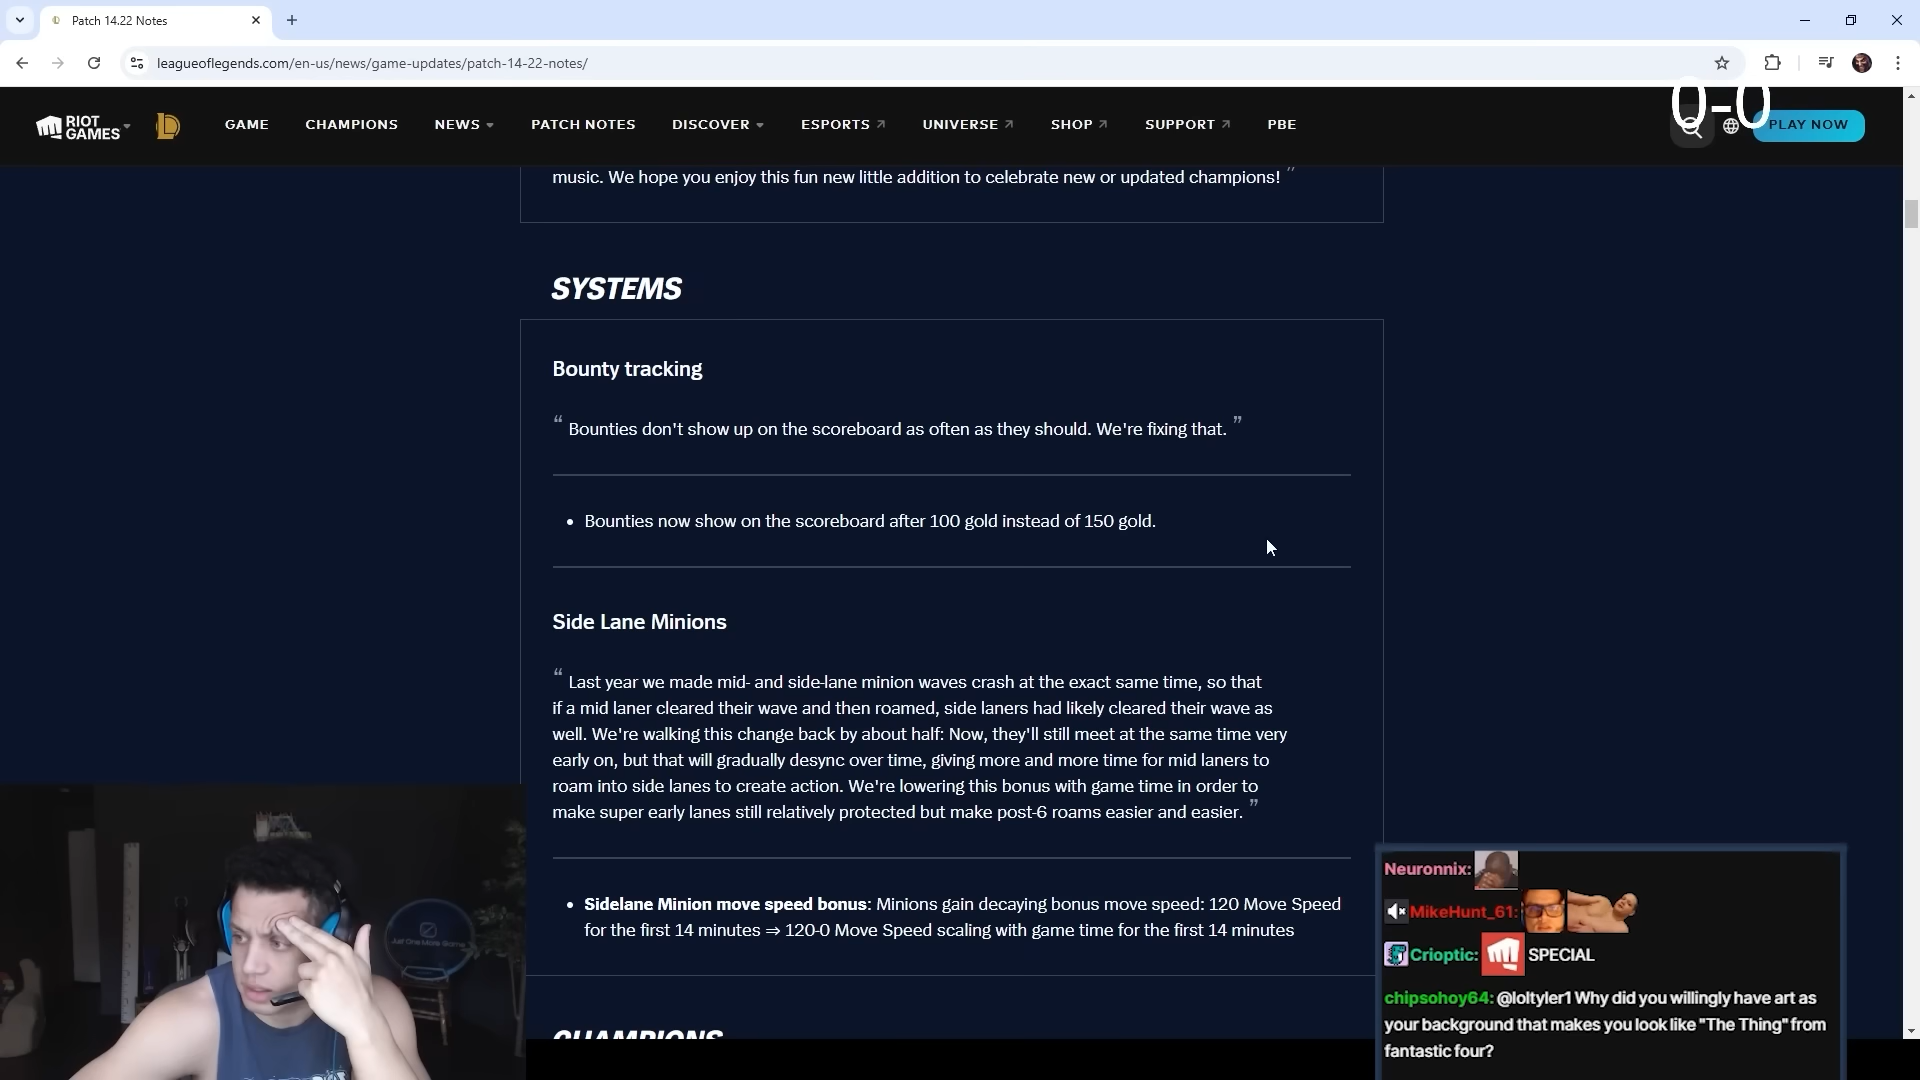 Patch 14.22 Notes
leagueoflegends.com/en-us/news/game-updates/patch-14-22-notes/
RIOT GAMES
GAME CHAMPIONS NEWS PATCH NOTES DISCOVER ESPORTS UNIVERSE SHOP SUPPORT PBE PLAY NOW
0-0
music. We hope you enjoy this fun new little addition to celebrate new or updated champions! ”
SYSTEMS
Bounty tracking
“ Bounties don't show up on the scoreboard as often as they should. We're fixing that. ”
• Bounties now show on the scoreboard after 100 gold instead of 150 gold.
Side Lane Minions
“ Last year we made mid- and side-lane minion waves crash at the exact same time, so that
if a mid laner cleared their wave and then roamed, side laners had likely cleared their wave as
well. We're walking this change back by about half: Now, they'll still meet at the same time very
early on, but that will gradually desync over time, giving more and more time for mid laners to
roam into side lanes to create action. We're lowering this bonus with game time in order to
make super early lanes still relatively protected but make post-6 roams easier and easier. ”
• Sidelane Minion move speed bonus: Minions gain decaying bonus move speed: 120 Move Speed
for the first 14 minutes ⇒ 120-0 Move Speed scaling with game time for the first 14 minutes
CHAMPIONS
Just One More Game
Neuronnix:
MikeHunt_61:
Crioptic: SPECIAL
chipsohoy64: @loltyler1 Why did you willingly have art as
your background that makes you look like "The Thing" from
fantastic four?